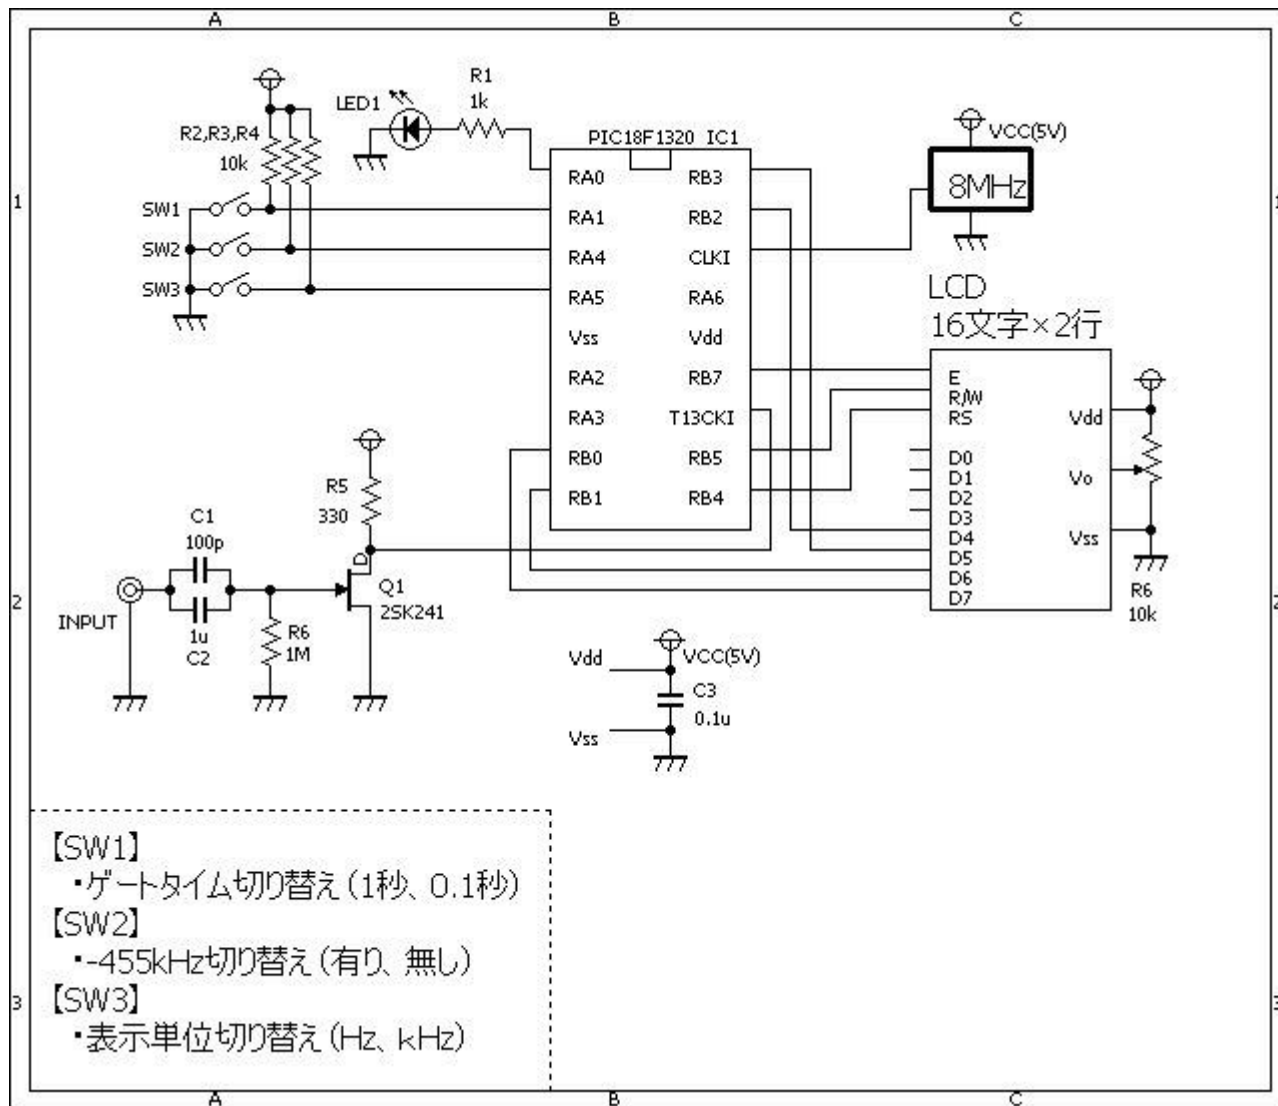 A
B
C
R1
1k
LED1
R2,R3,R4
10k
PIC18F1320 IC1
VCC(5V)
8MHz
1
1
SW1
SW2
SW3
RA0
RA1
RA4
RA5
Vss
RA2
RA3
RB0
RB1
RB3
RB2
CLKI
RA6
Vdd
RB7
T13CKI
RB5
RB4
LCD
16文字×2行
E
R/W
RS
D0
D1
D2
D3
D4
D5
D6
D7
Vdd
Vo
Vss
R6
10k
R5
330
C1
100p
D
Q1
2SK241
INPUT
1u
C2
R6
1M
2
2
Vdd
VCC(5V)
C3
0.1u
Vss
【SW1】
・ゲートタイム切り替え(1秒、0.1秒)
【SW2】
・-455kHz切り替え(有り、無し)
【SW3】
・表示単位切り替え(Hz、kHz)
3
3
A
B
C